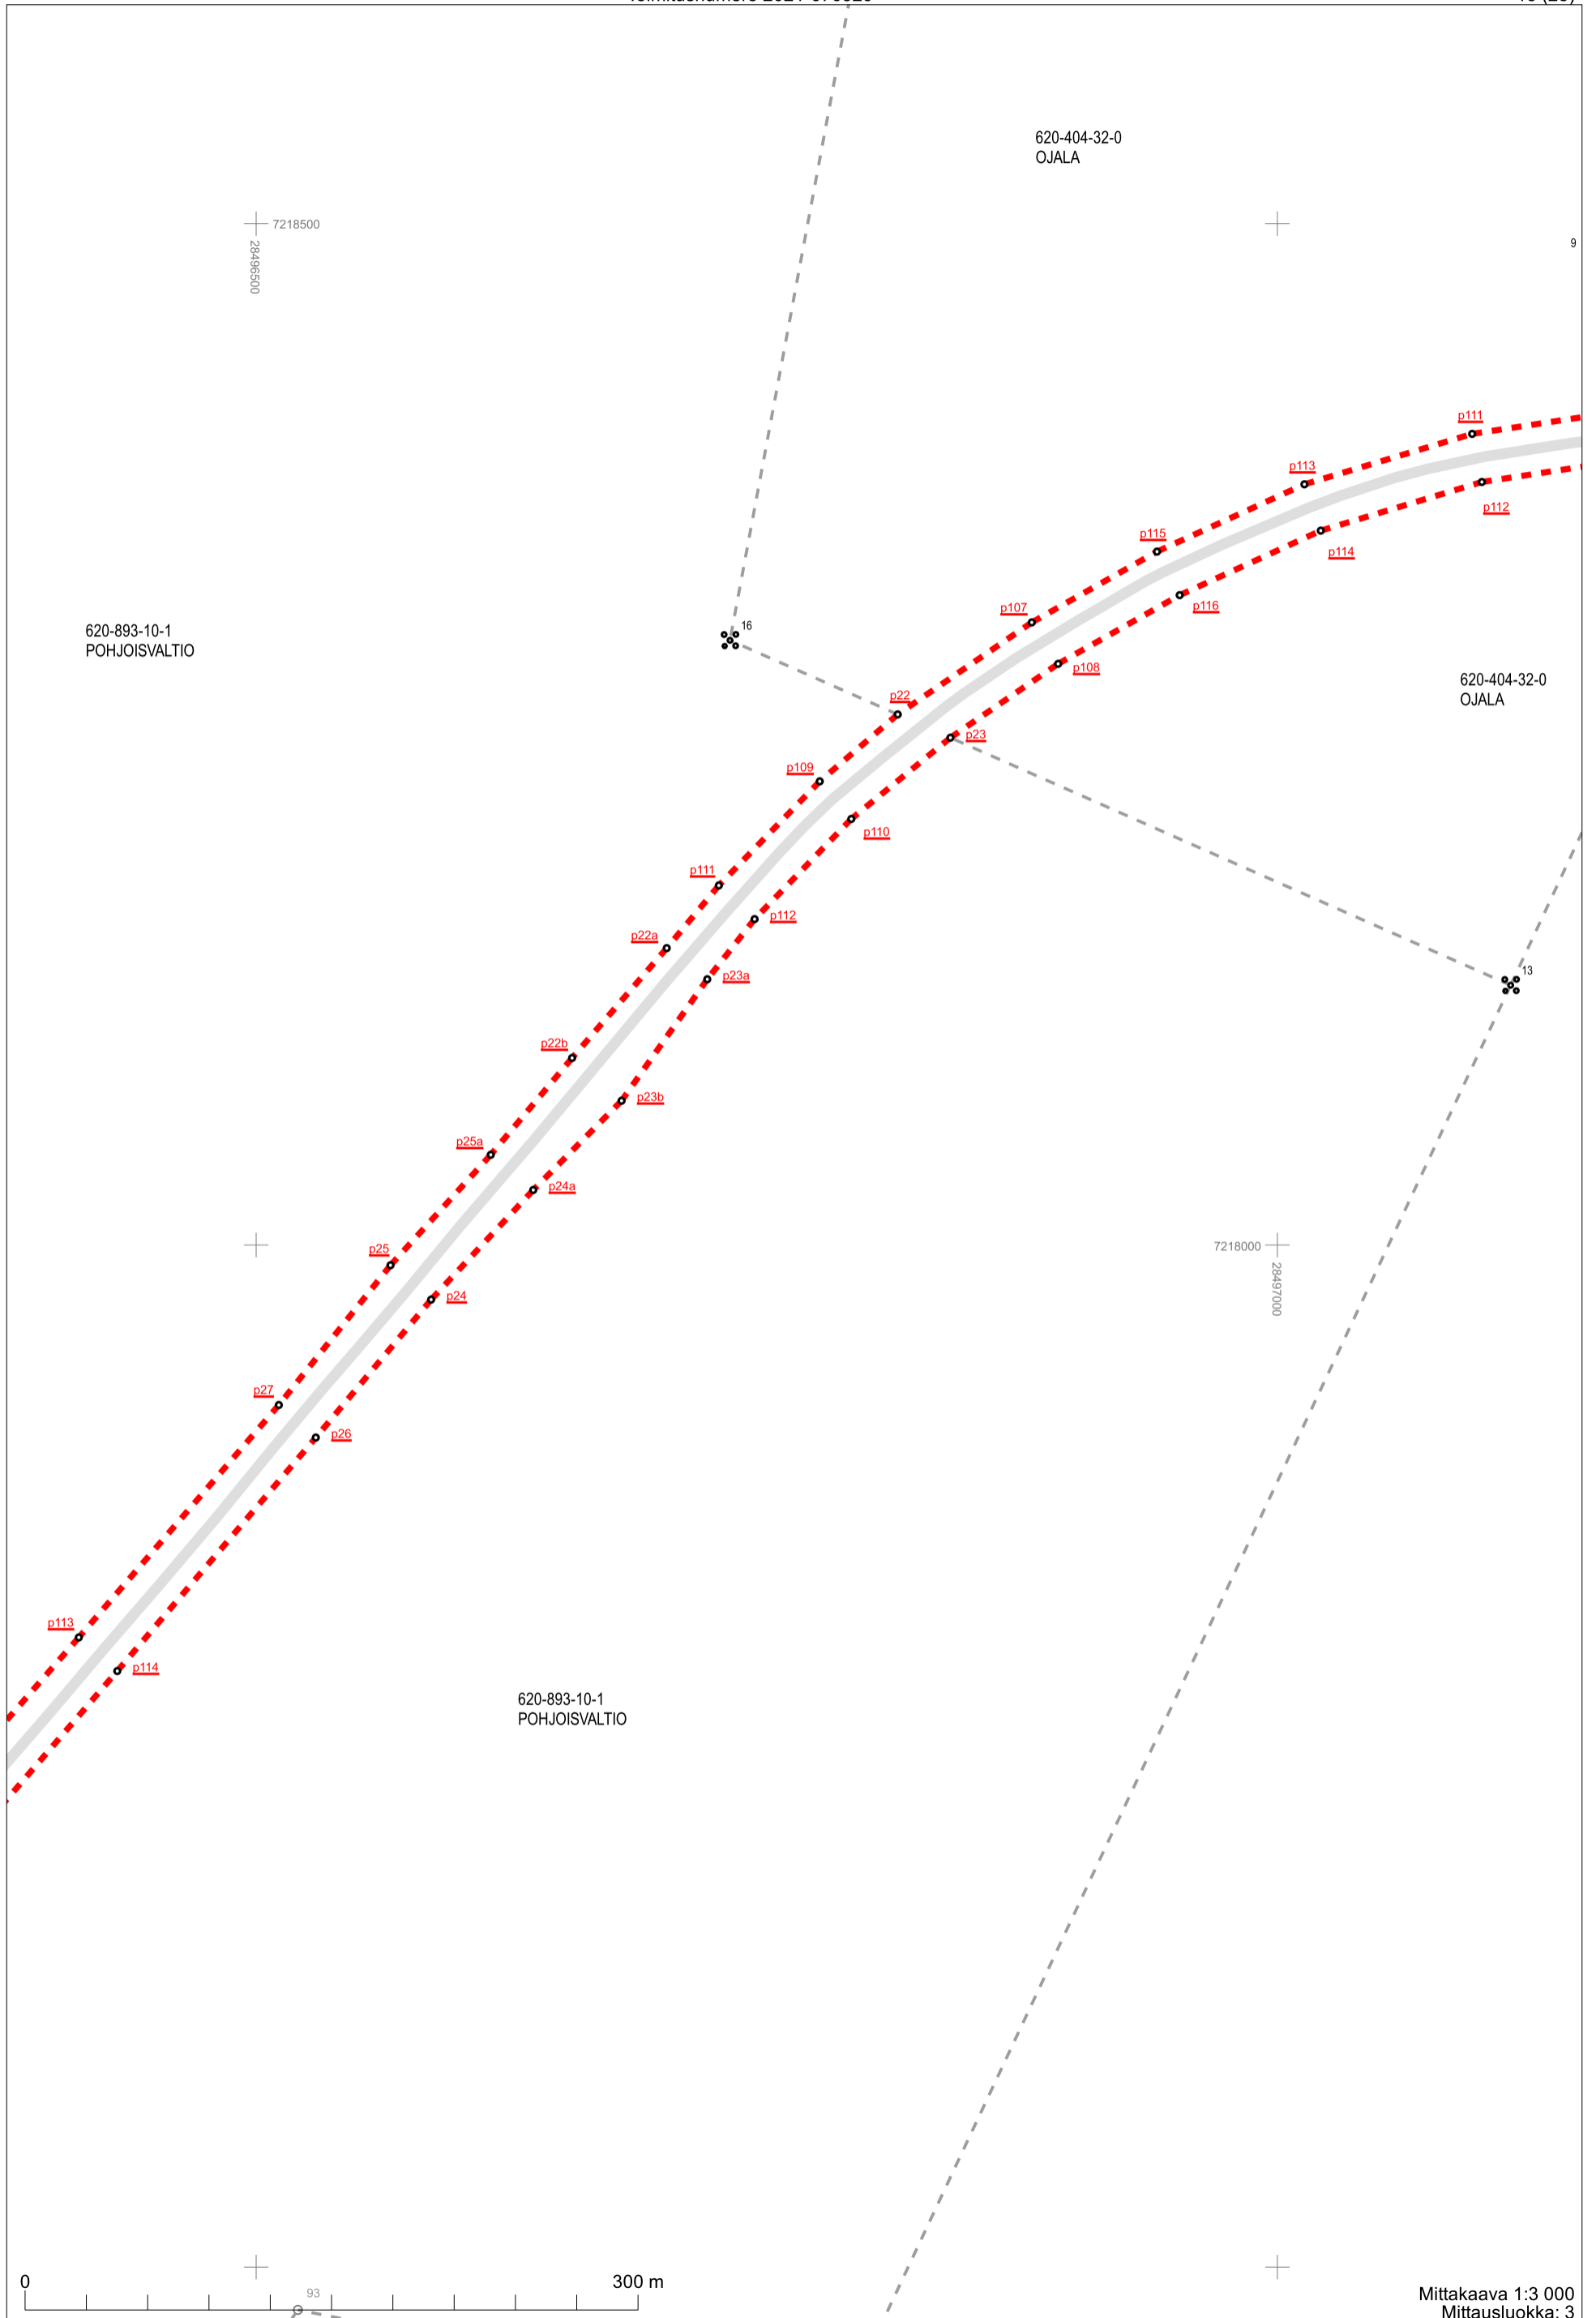 620-404-32-0
OJALA
7218500
28496500
9
p111
p113
p112
p115
p114
p107
p116
16
620-893-10-1
POHJOISVALTIO
p108
620-404-32-0
OJALA
p22
p23
p109
p110
p111
p112
p22a
p23a
13
p22b
p23b
p25a
p24a
p25
7218000
28497000
p24
p27
p26
p113
p114
620-893-10-1
POHJOISVALTIO
0
300 m
93
Mittakaava 1:3 000
Mittausluokka: 3